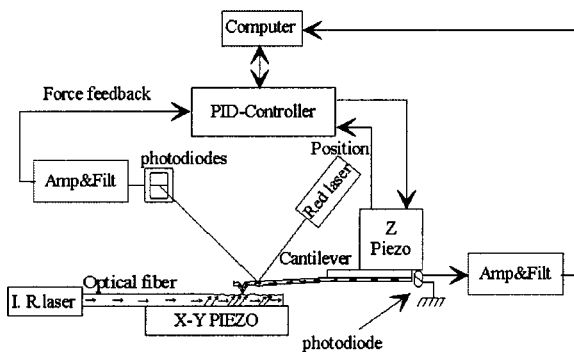 Computer
Force feedback
PID-Controller
photodiodes
Position
Red laser
Amp&Filt
Z
Piezo
Cantilever
Optical fiber
Amp&Filt
I. R. laser
X-Y PIEZO
photodiode